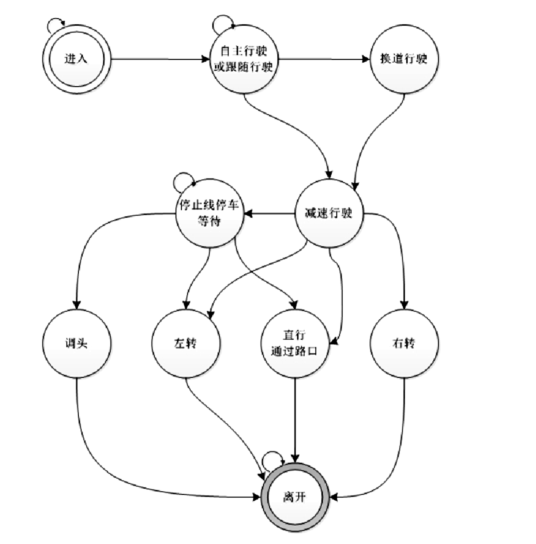 进入
自主行驶
或跟随行驶
换道行驶
停止线停车
等待
减速行驶
调头
左转
直行
通过路口
右转
离开